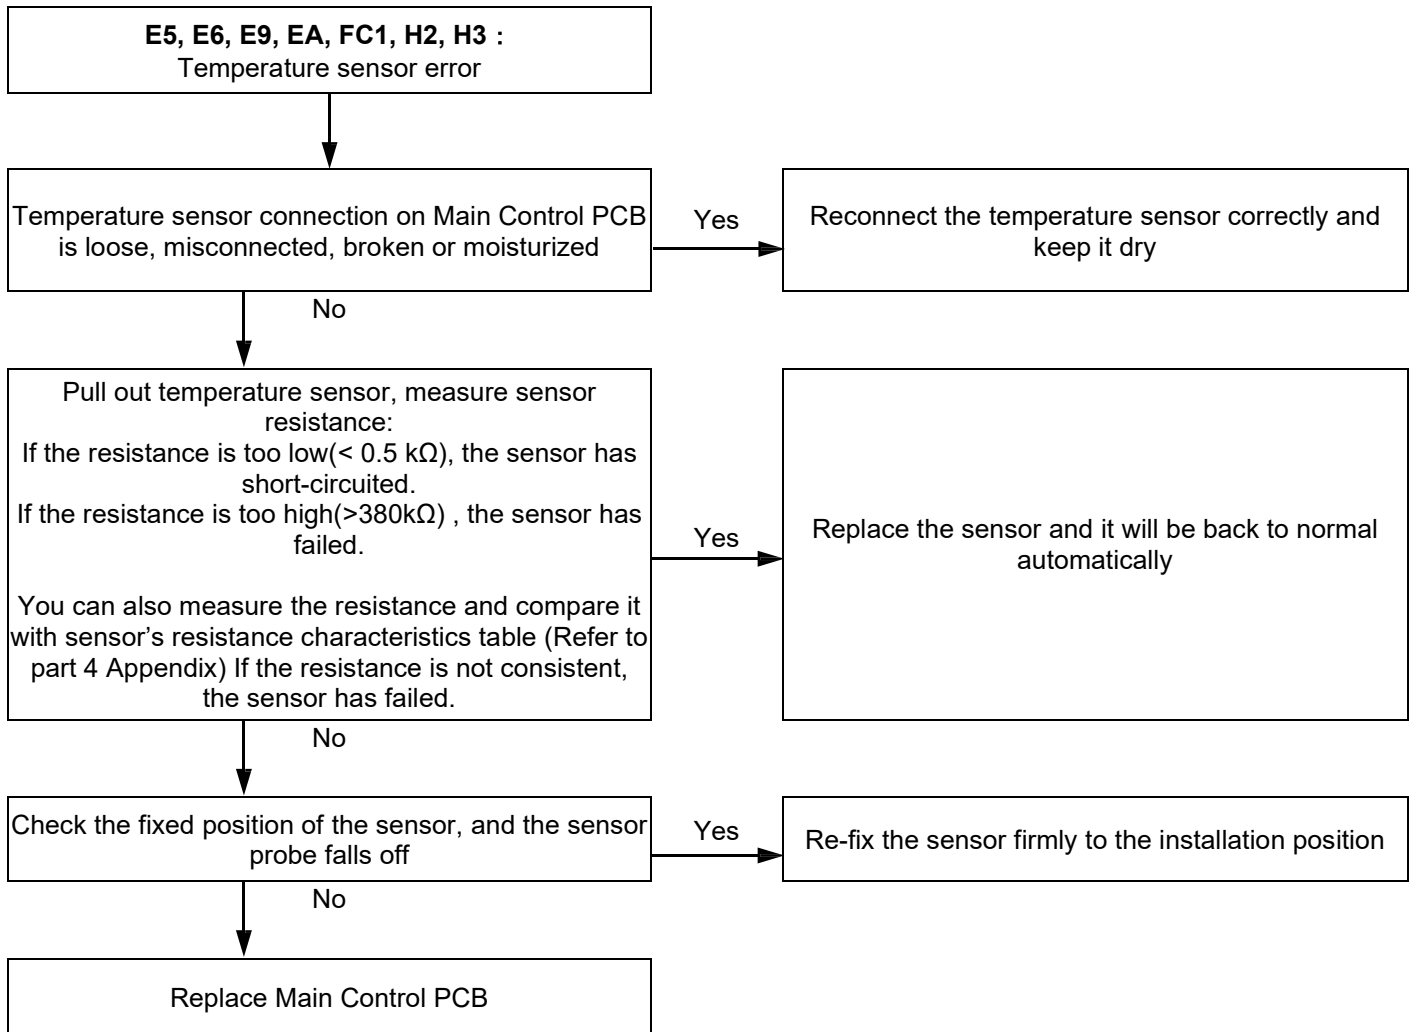 E5, E6, E9, EA, FC1, H2, H3：
Temperature sensor error
Temperature sensor connection on Main Control PCB
is loose, misconnected, broken or moisturized
Yes
Reconnect the temperature sensor correctly and
keep it dry
No
Pull out temperature sensor, measure sensor
resistance:
If the resistance is too low(< 0.5 kΩ), the sensor has
short-circuited.
If the resistance is too high(>380kΩ) , the sensor has
failed.
You can also measure the resistance and compare it
with sensor’s resistance characteristics table (Refer to
part 4 Appendix) If the resistance is not consistent,
the sensor has failed.
Yes
Replace the sensor and it will be back to normal
automatically
No
Check the fixed position of the sensor, and the sensor
probe falls off
Yes
Re-fix the sensor firmly to the installation position
No
Replace Main Control PCB